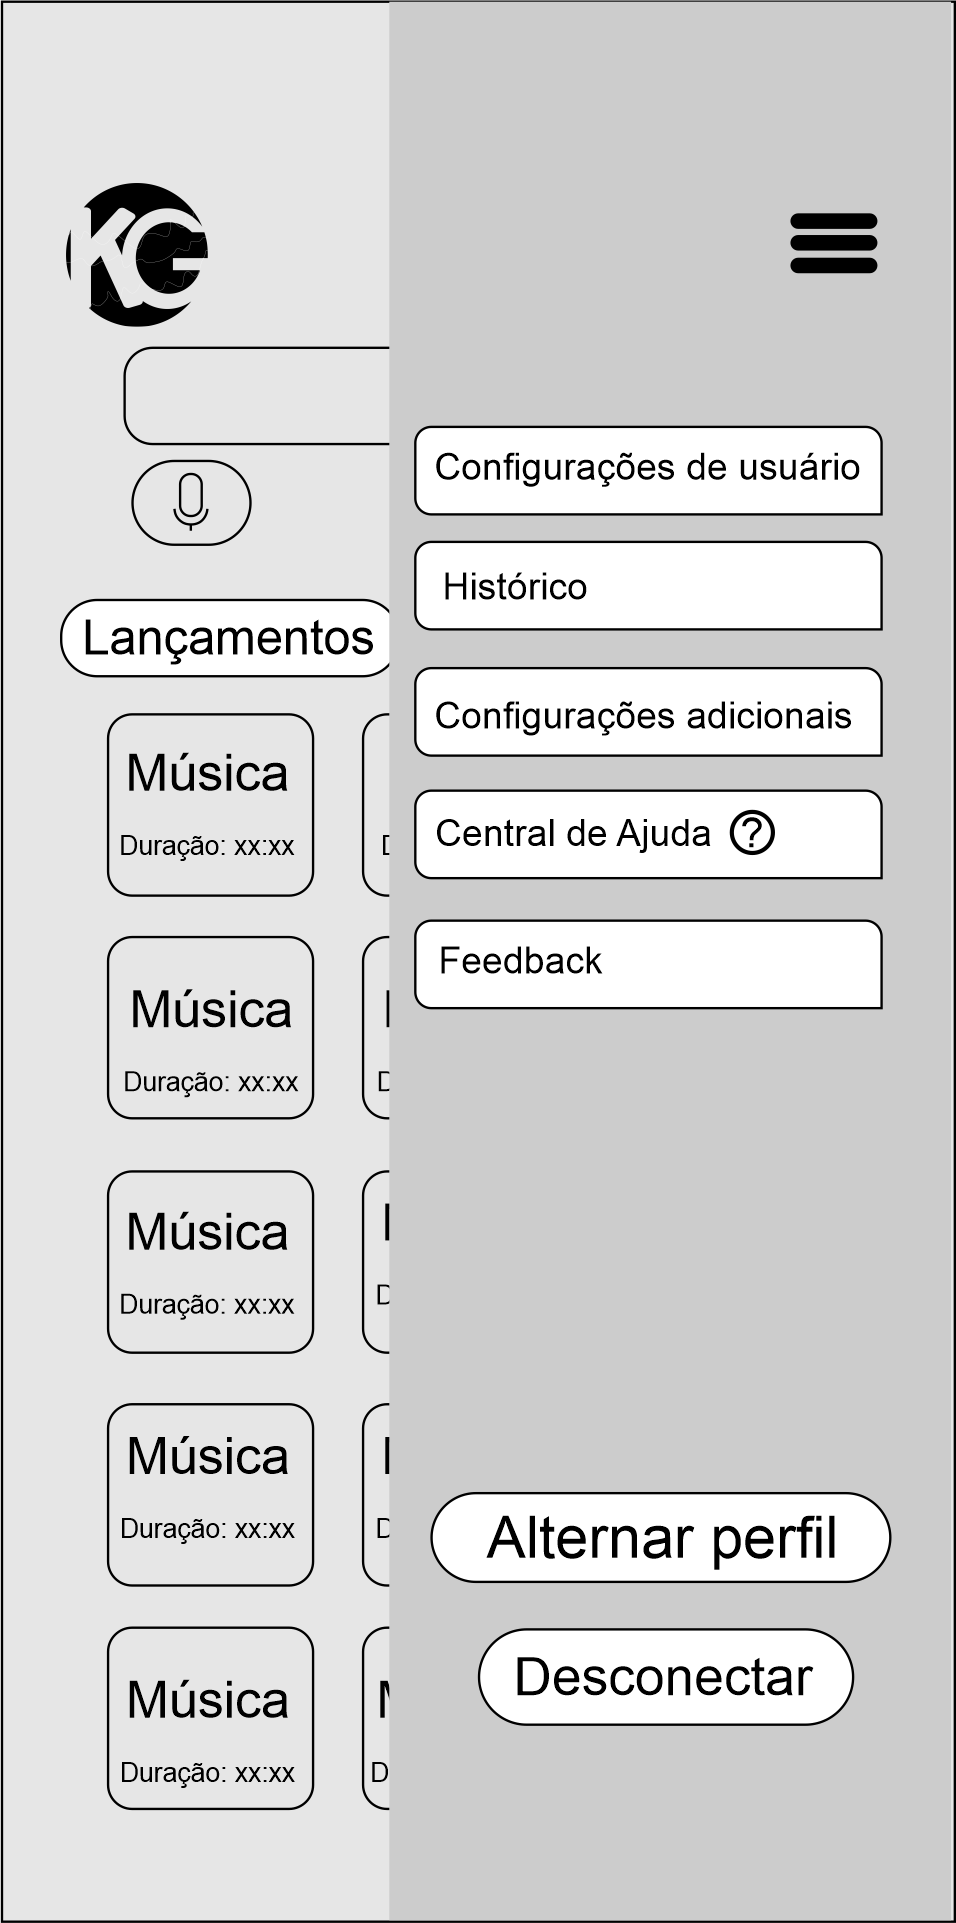 KG
Lançamentos
Música
Duração: xx:xx
Música
Duração: xx:xx
Música
Duração: xx:xx
Música
Duração: xx:xx
Música
Duração: xx:xx
Configurações de usuário
Histórico
Configurações adicionais
Central de Ajuda ?
Feedback
Alternar perfil
Desconectar